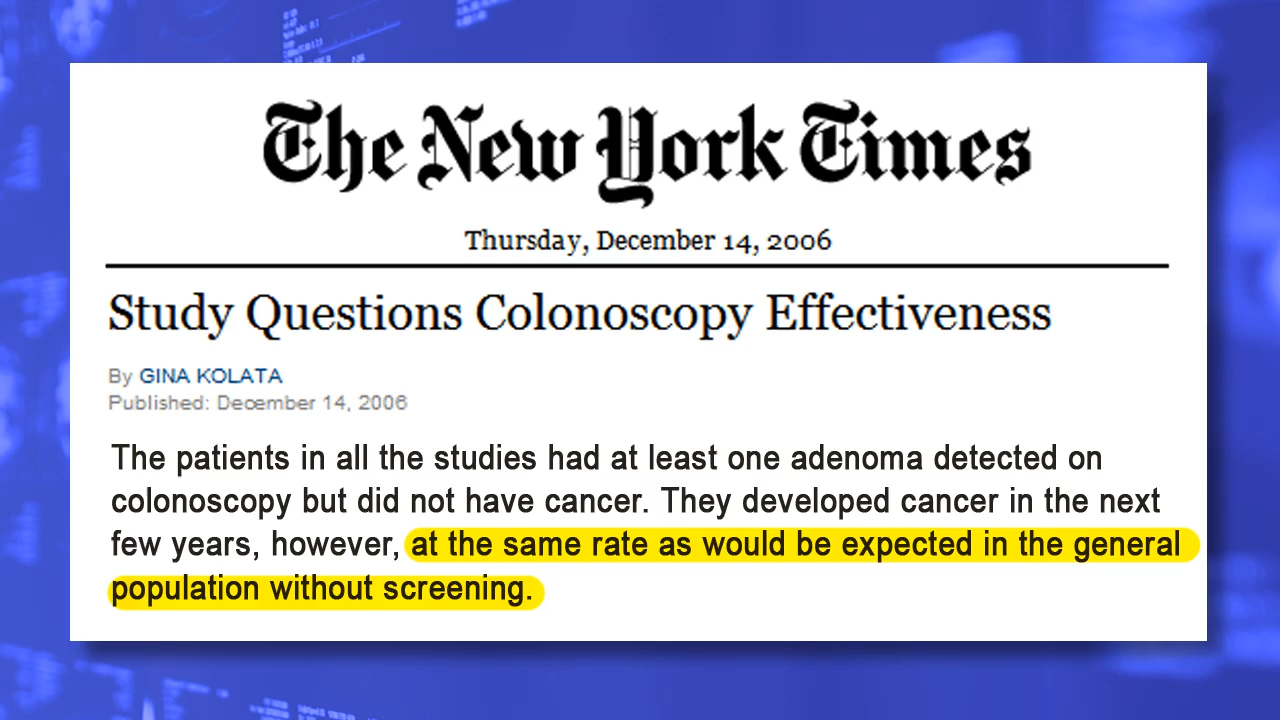 The New York Times
Thursday, December 14, 2006
Study Questions Colonoscopy Effectiveness
By GINA KOLATA
Published: December 14, 2006
The patients in all the studies had at least one adenoma detected on
colonoscopy but did not have cancer. They developed cancer in the next
few years, however, at the same rate as would be expected in the general
population without screening.